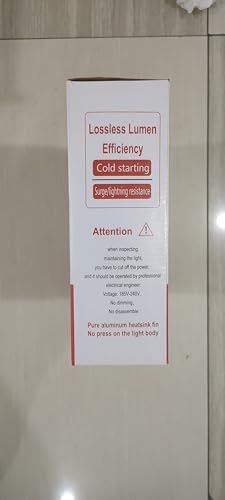 Lossless Lumen
Efficiency
Cold starting
Surge/lightning resistance
Attention
when inspecting,
maintaining the light,
you have to cut off the power,
and it should be operated by professional
electrical engineer.
Voltage: 165V-240V,
No dimming,
No disassemble.
Pure aluminum heatsink fin
No press on the light body